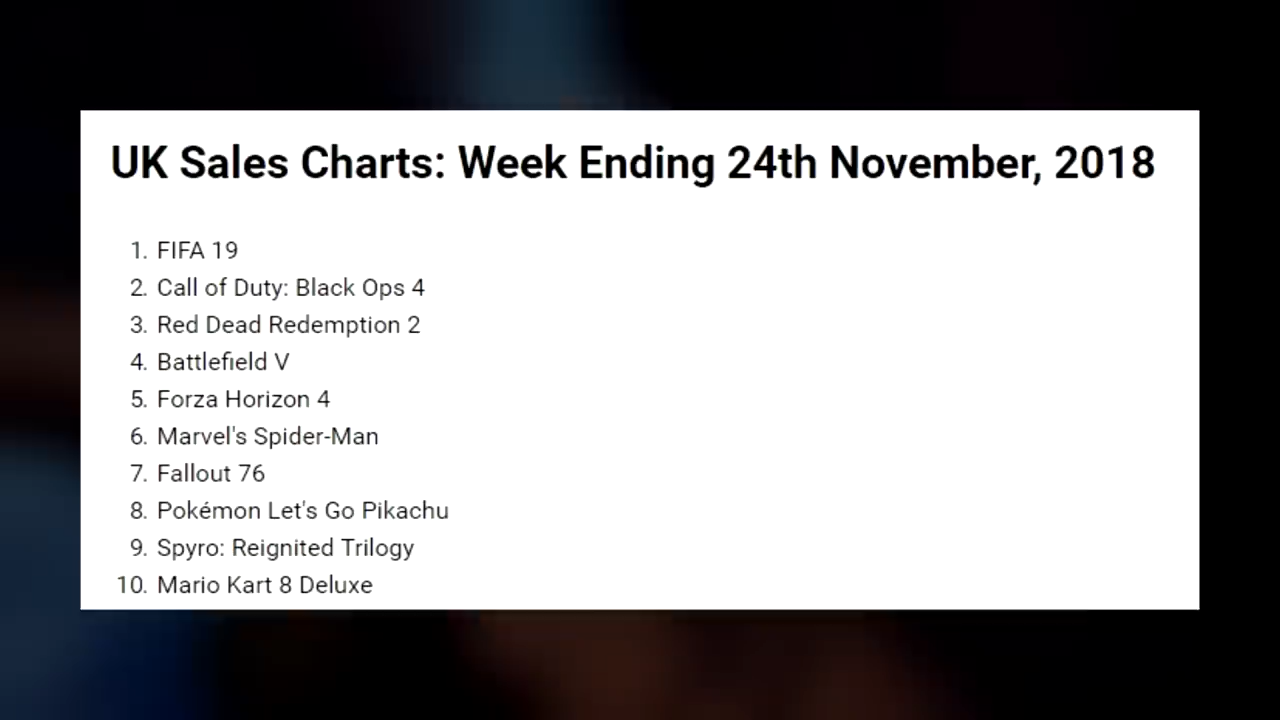 UK Sales Charts: Week Ending 24th November, 2018
1. FIFA 19
2. Call of Duty: Black Ops 4
3. Red Dead Redemption 2
4. Battlefield V
5. Forza Horizon 4
6. Marvel's Spider-Man
7. Fallout 76
8. Pokémon Let's Go Pikachu
9. Spyro: Reignited Trilogy
10. Mario Kart 8 Deluxe